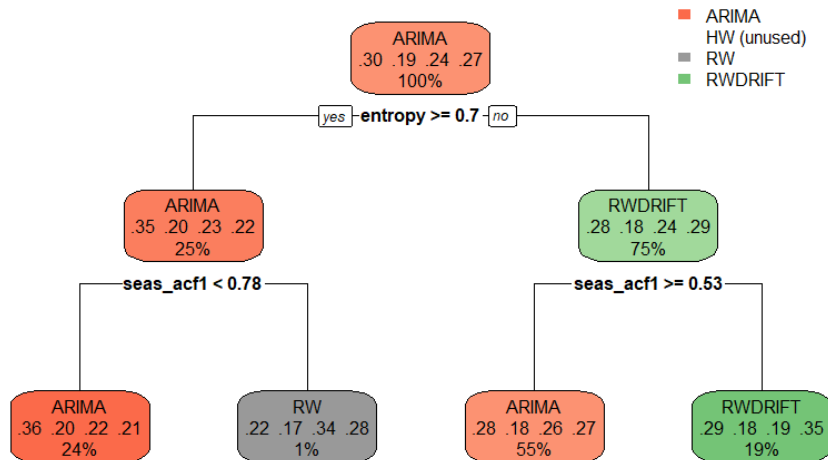 ARIMA
HW (unused)
RW
RWDRIFT
ARIMA
.30 .19 .24 .27
100%
yes entropy >= 0.7 no
ARIMA
.35 .20 .23 .22
25%
RWDRIFT
.28 .18 .24 .29
75%
seas_acf1 < 0.78
seas_acf1 >= 0.53
ARIMA
.36 .20 .22 .21
24%
RW
.22 .17 .34 .28
1%
ARIMA
.28 .18 .26 .27
55%
RWDRIFT
.29 .18 .19 .35
19%